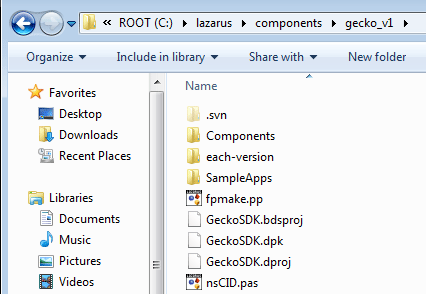 « ROOT (C:) ▸ lazarus ▸ components ▸ gecko_v1 ▸
Organize ▾ Include in library ▾ Share with ▾ New folder
Favorites
Desktop
Downloads
Recent Places
Libraries
Documents
Music
Pictures
Videos
Name
.svn
Components
each-version
SampleApps
fpmake.pp
GeckoSDK.bdsproj
GeckoSDK.dpk
GeckoSDK.dproj
nsCID.pas